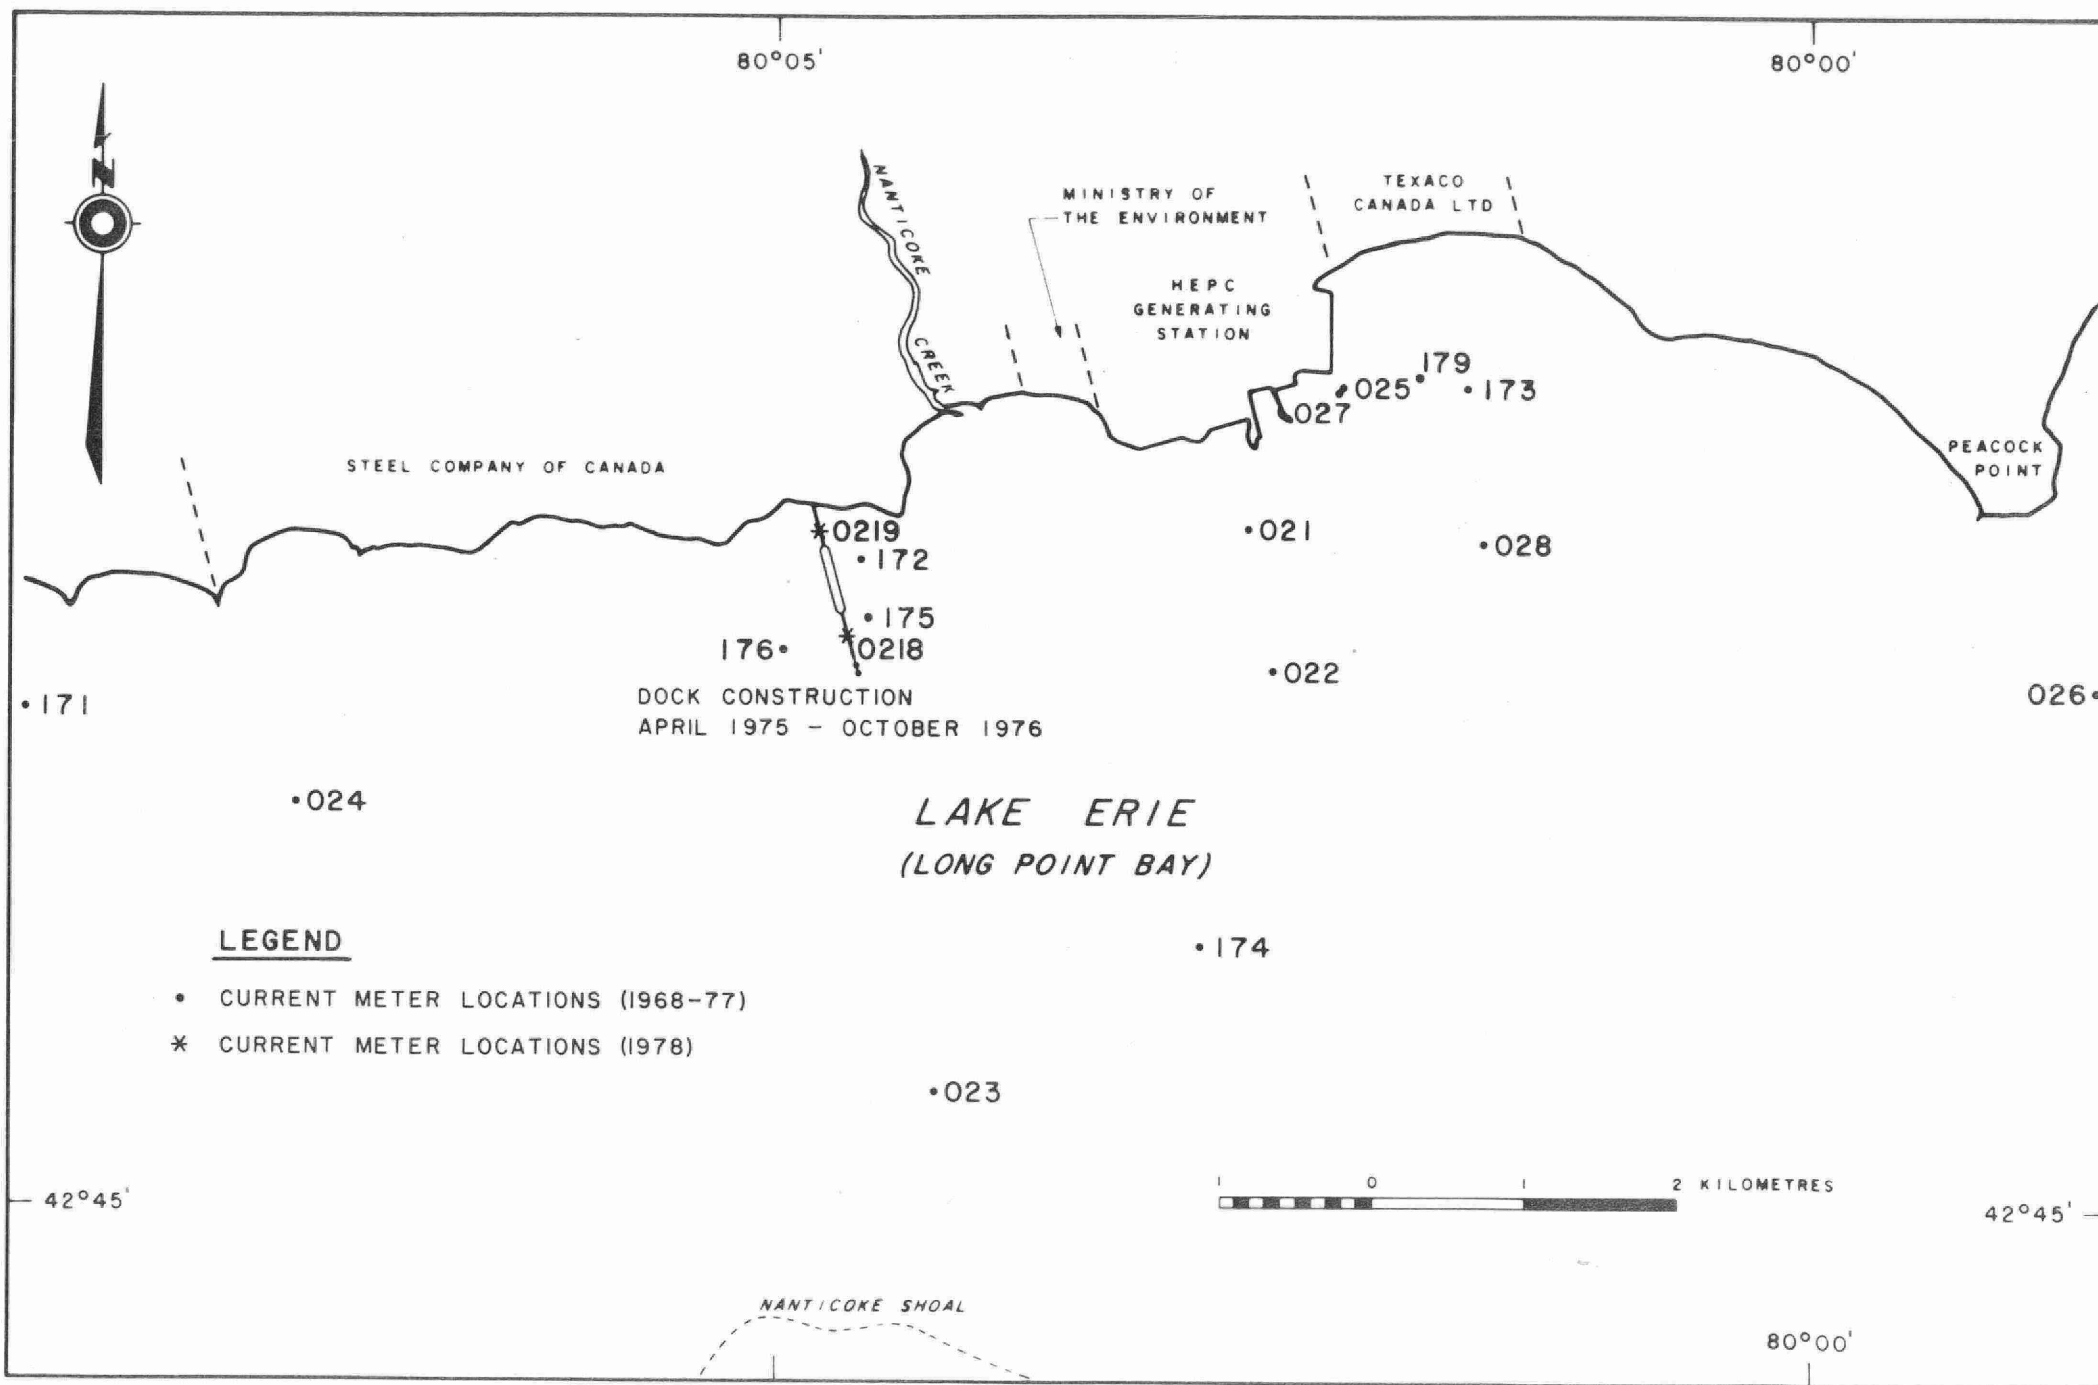 80°05'
80°00'
N
NANTICOKE CREEK
MINISTRY OF
THE ENVIRONMENT
TEXACO
CANADA LTD
HEPC
GENERATING
STATION
179
025
173
027
PEACOCK
POINT
STEEL COMPANY OF CANADA
0219
021
028
172
175
176
0218
022
026
171
DOCK CONSTRUCTION
APRIL 1975 - OCTOBER 1976
024
LAKE ERIE
(LONG POINT BAY)
LEGEND
174
CURRENT METER LOCATIONS (1968-77)
CURRENT METER LOCATIONS (1978)
023
1 0 1 2 KILOMETRES
42°45'
42°45'
NANTICOKE SHOAL
80°00'